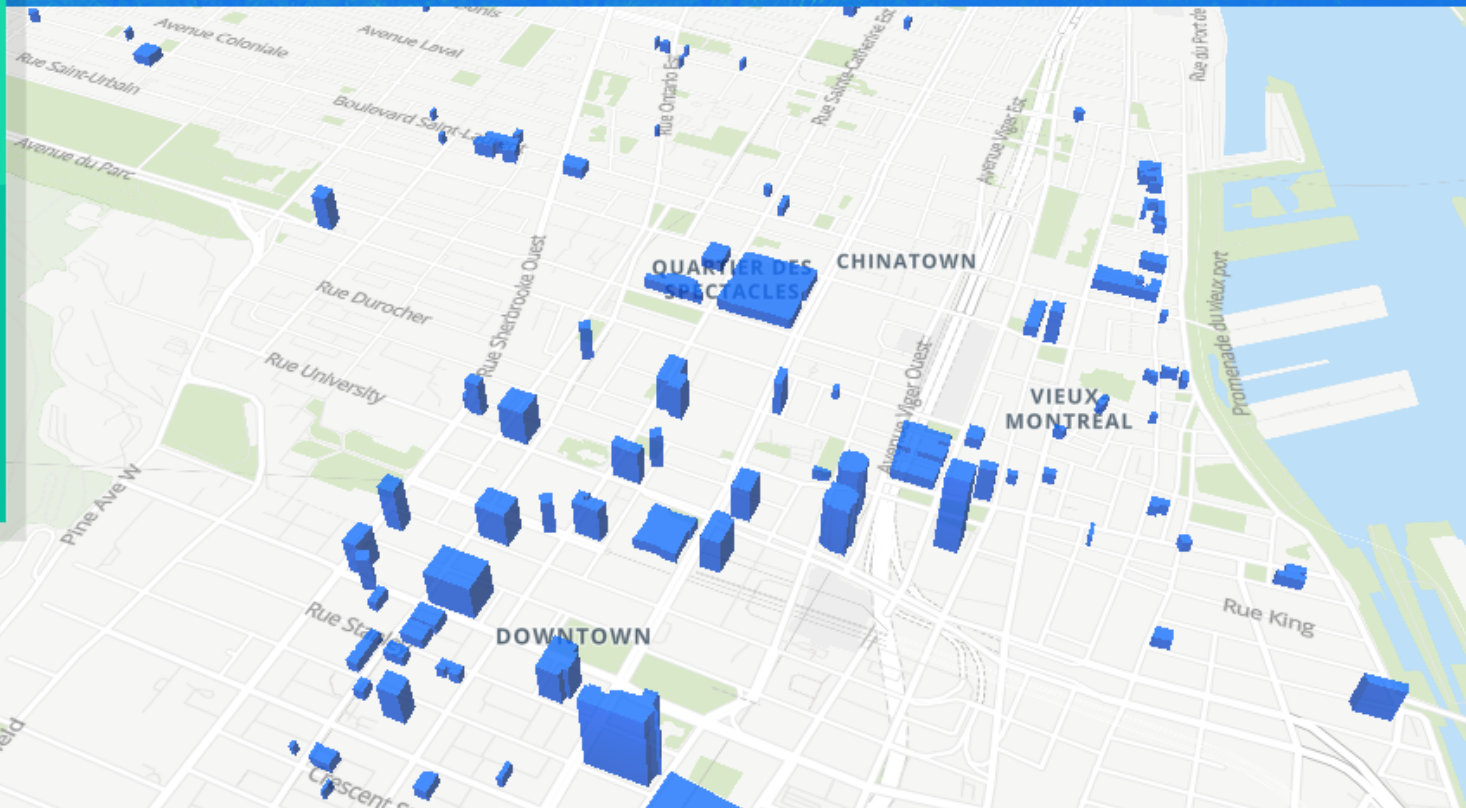 Avenue Coloniale
Avenue Laval
Rue Saint-Urbain
Boulevard Saint-La
Avenue du Parc
Rue Ontario Est
Rue Sainte-Catherine Est
Avenue Viger Est
Rue du Port de
Rue Sherbrooke Ouest
QUARTIER DES
SPECTACLES
CHINATOWN
Rue Durocher
Rue University
Promenade du vieux port
Avenue Viger Ouest
VIEUX
MONTRÉAL
Pine Ave W
Rue Sta
DOWNTOWN
Rue King
eld
Crescent S